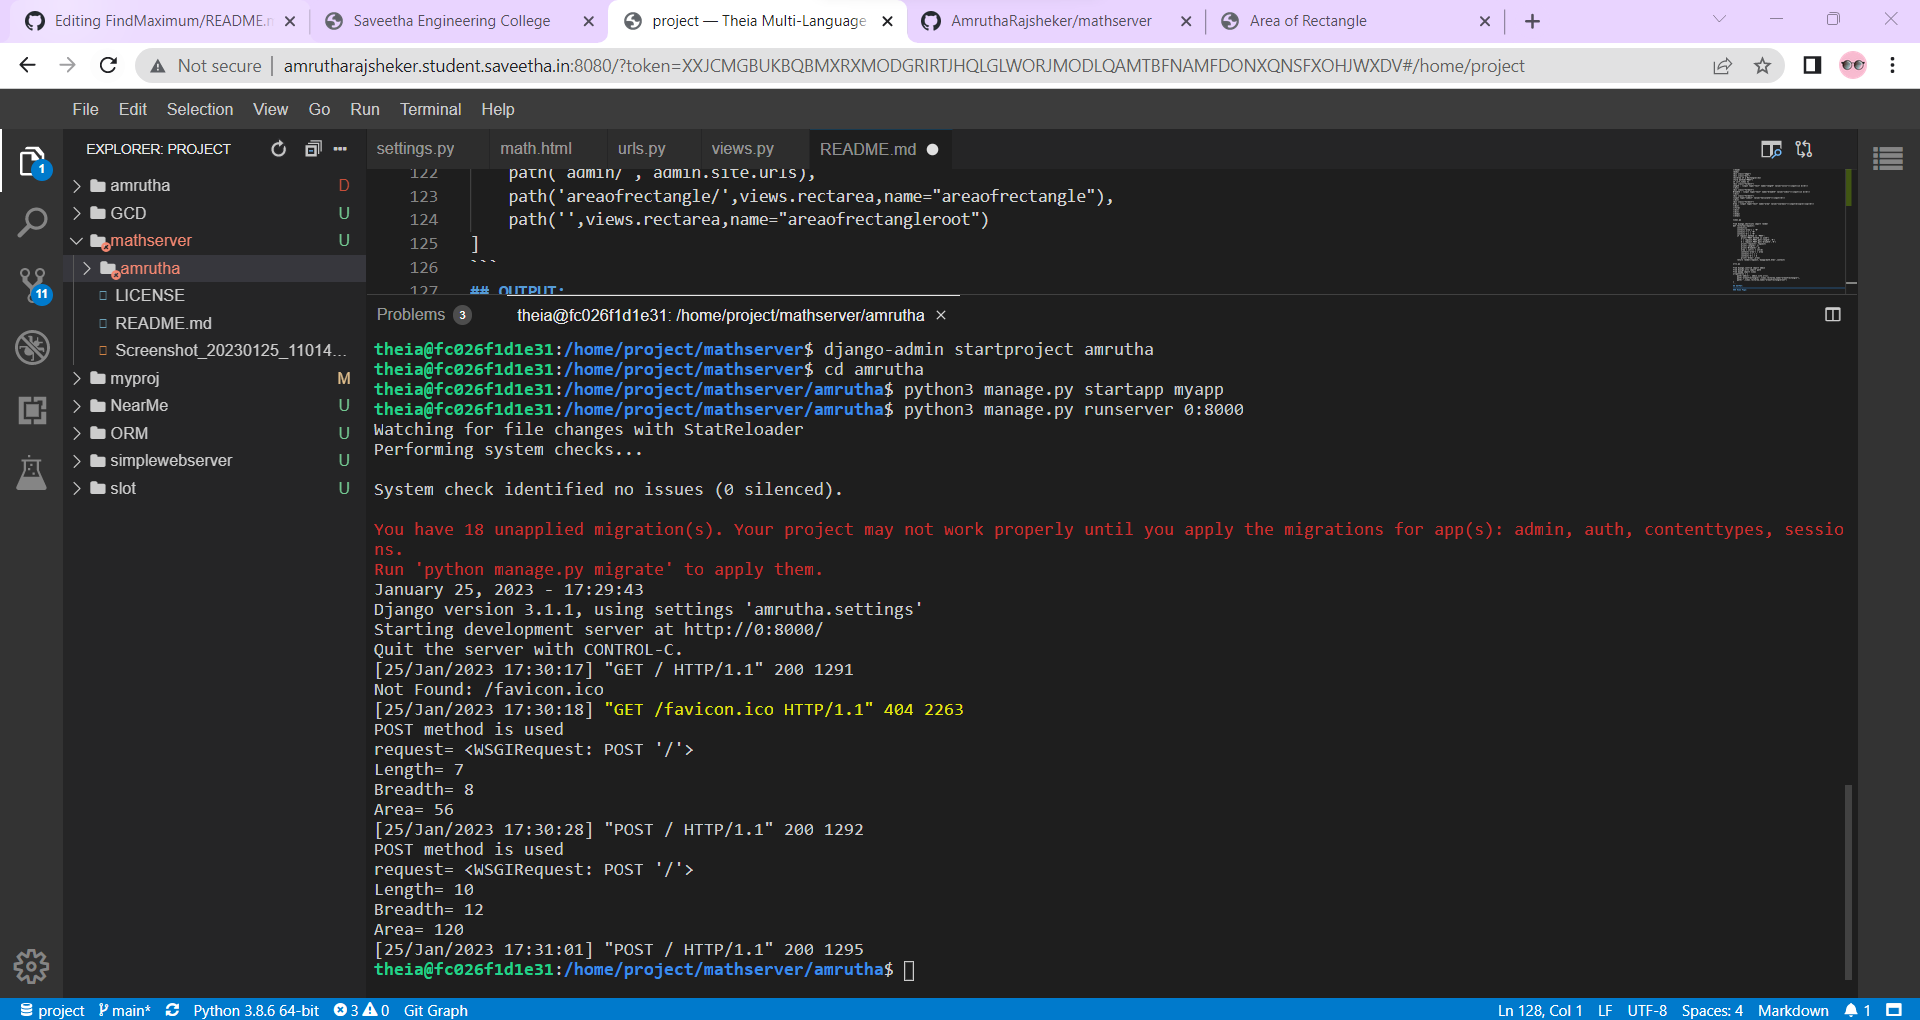 Editing FindMaximum/README.m
Saveetha Engineering College
project — Theia Multi-Language
AmruthaRajsheker/mathserver
Area of Rectangle
Not secure
amrutharajsheker.student.saveetha.in:8080/?token=XXJCMGBUKBQBMXRXMODGRIRTJHQLGLWORJMODLQAMTBFNAMFDONXQNSFXOHJWXDV#/home/project
File Edit Selection View Go Run Terminal Help
EXPLORER: PROJECT
settings.py math.html urls.py views.py README.md
1
11
amrutha D
GCD U
mathserver U
amrutha
LICENSE
README.md
Screenshot_20230125_11014...
myproj M
NearMe U
ORM U
simplewebserver U
slot U
122 path('admin/', admin.site.urls),
123 path('areaofrectangle/',views.rectarea,name="areaofrectangle"),
124 path('',views.rectarea,name="areaofrectangleroot")
125 ]
126 ```
127 ## OUTPUT:
Problems 3
theia@fc026f1d1e31: /home/project/mathserver/amrutha
theia@fc026f1d1e31:/home/project/mathserver$ django-admin startproject amrutha
theia@fc026f1d1e31:/home/project/mathserver$ cd amrutha
theia@fc026f1d1e31:/home/project/mathserver/amrutha$ python3 manage.py startapp myapp
theia@fc026f1d1e31:/home/project/mathserver/amrutha$ python3 manage.py runserver 0:8000
Watching for file changes with StatReloader
Performing system checks...
System check identified no issues (0 silenced).
You have 18 unapplied migration(s). Your project may not work properly until you apply the migrations for app(s): admin, auth, contenttypes, sessio
ns.
Run 'python manage.py migrate' to apply them.
January 25, 2023 - 17:29:43
Django version 3.1.1, using settings 'amrutha.settings'
Starting development server at http://0:8000/
Quit the server with CONTROL-C.
[25/Jan/2023 17:30:17] "GET / HTTP/1.1" 200 1291
Not Found: /favicon.ico
[25/Jan/2023 17:30:18] "GET /favicon.ico HTTP/1.1" 404 2263
POST method is used
request= <WSGIRequest: POST '/'>
Length= 7
Breadth= 8
Area= 56
[25/Jan/2023 17:30:28] "POST / HTTP/1.1" 200 1292
POST method is used
request= <WSGIRequest: POST '/'>
Length= 10
Breadth= 12
Area= 120
[25/Jan/2023 17:31:01] "POST / HTTP/1.1" 200 1295
theia@fc026f1d1e31:/home/project/mathserver/amrutha$
project main* Python 3.8.6 64-bit 3 0 Git Graph
Ln 128, Col 1 LF UTF-8 Spaces: 4 Markdown 1